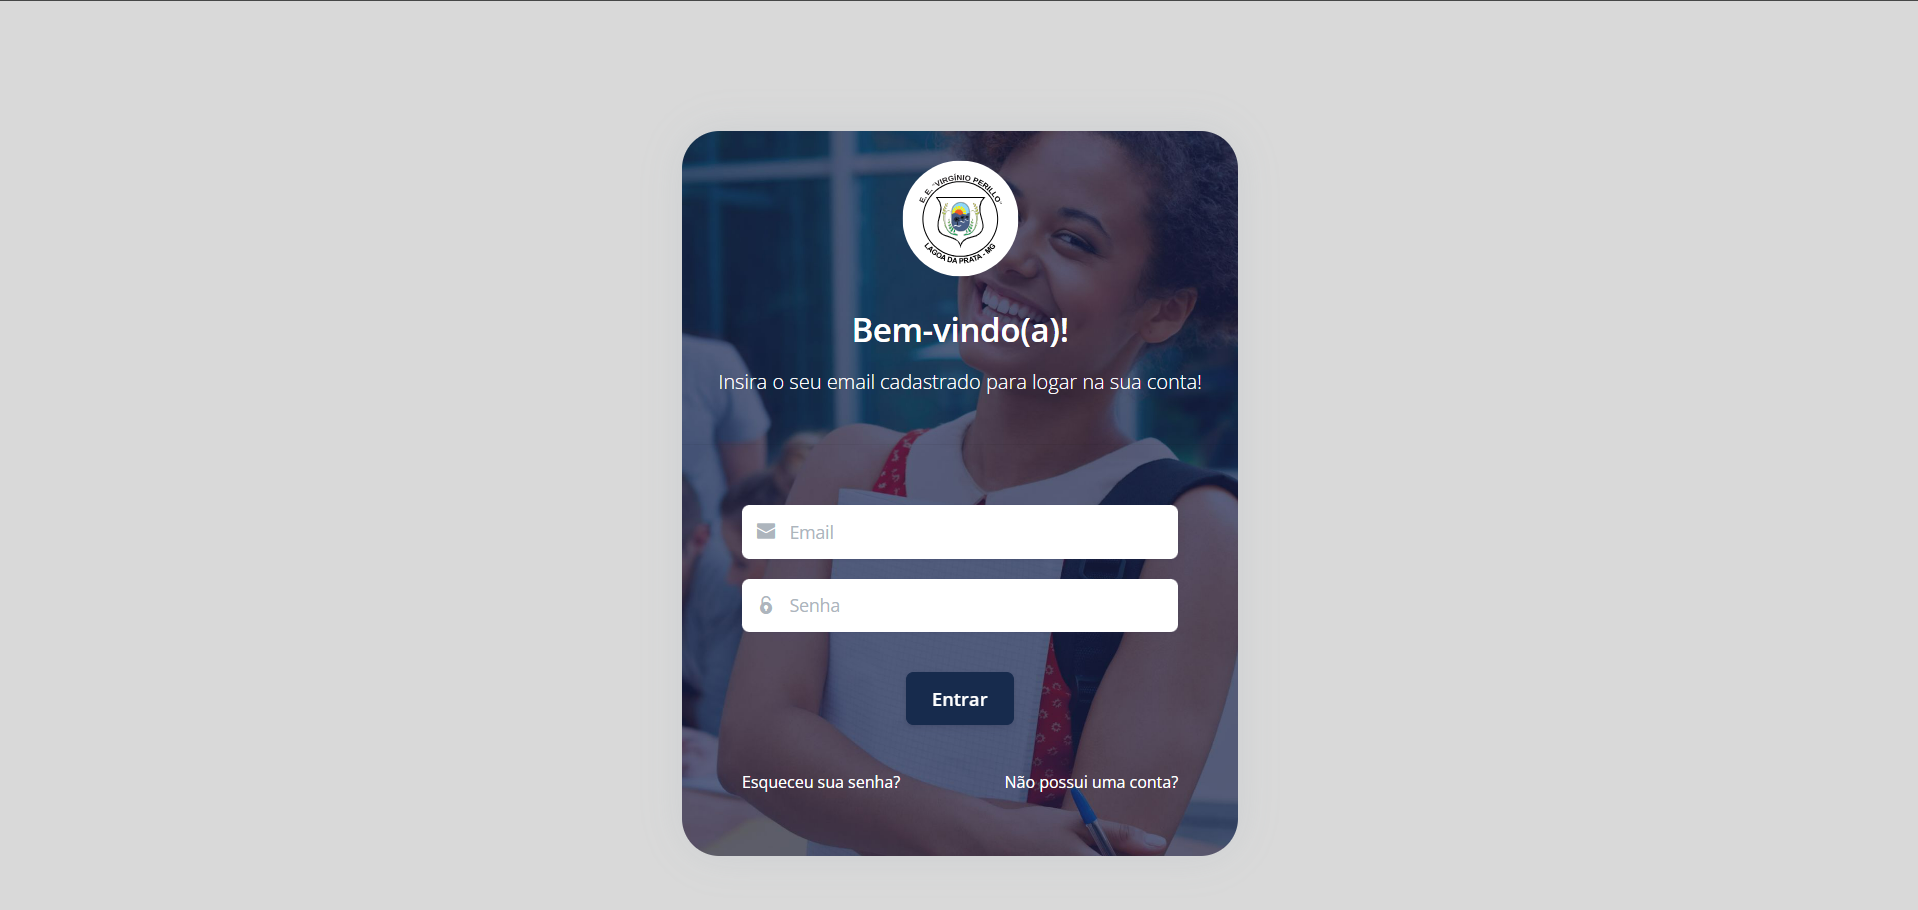 E. E. "VIRGÍNIO PERILLO"
LAGOA DA PRATA - MG
Bem-vindo(a)!
Insira o seu email cadastrado para logar na sua conta!
Email
Senha
Entrar
Esqueceu sua senha?
Não possui uma conta?